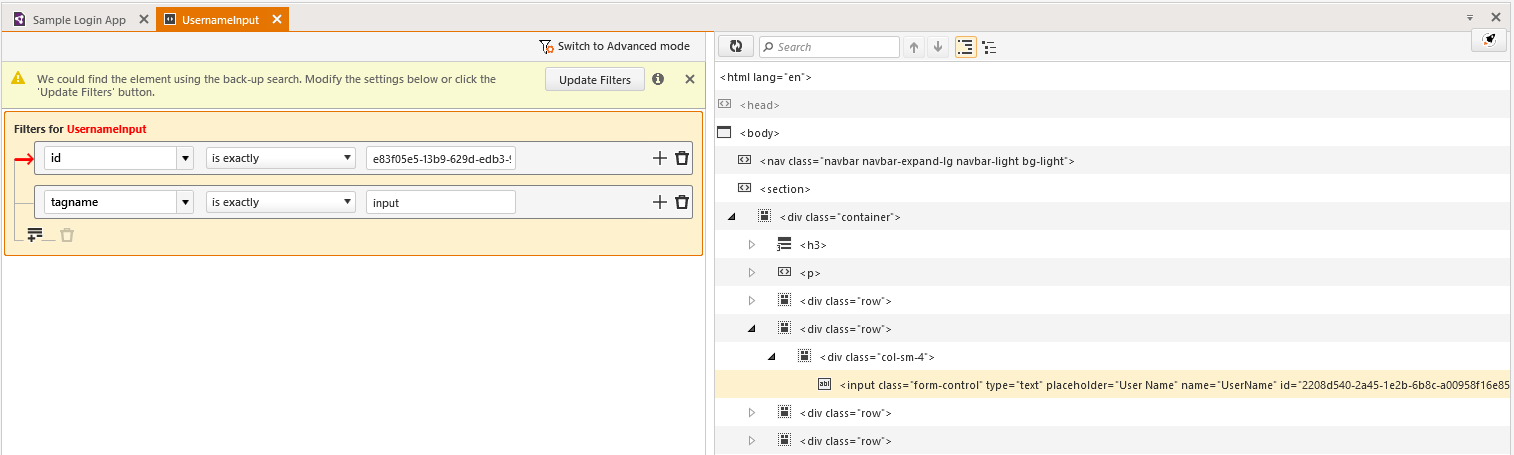 Sample Login App
UsernameInput
Switch to Advanced mode
We could find the element using the back-up search. Modify the settings below or click the
'Update Filters' button.
Update Filters
Filters for UsernameInput
id is exactly e83f05e5-13b9-629d-edb3-
tagname is exactly input
Search
<html lang="en">
<head>
<body>
<nav class="navbar navbar-expand-lg navbar-light bg-light">
<section>
<div class="container">
<h3>
<p>
<div class="row">
<div class="row">
<div class="col-sm-4">
<input class="form-control" type="text" placeholder="User Name" name="UserName" id="2208d540-2a45-1e2b-6b8c-a00958f16e85
<div class="row">
<div class="row">